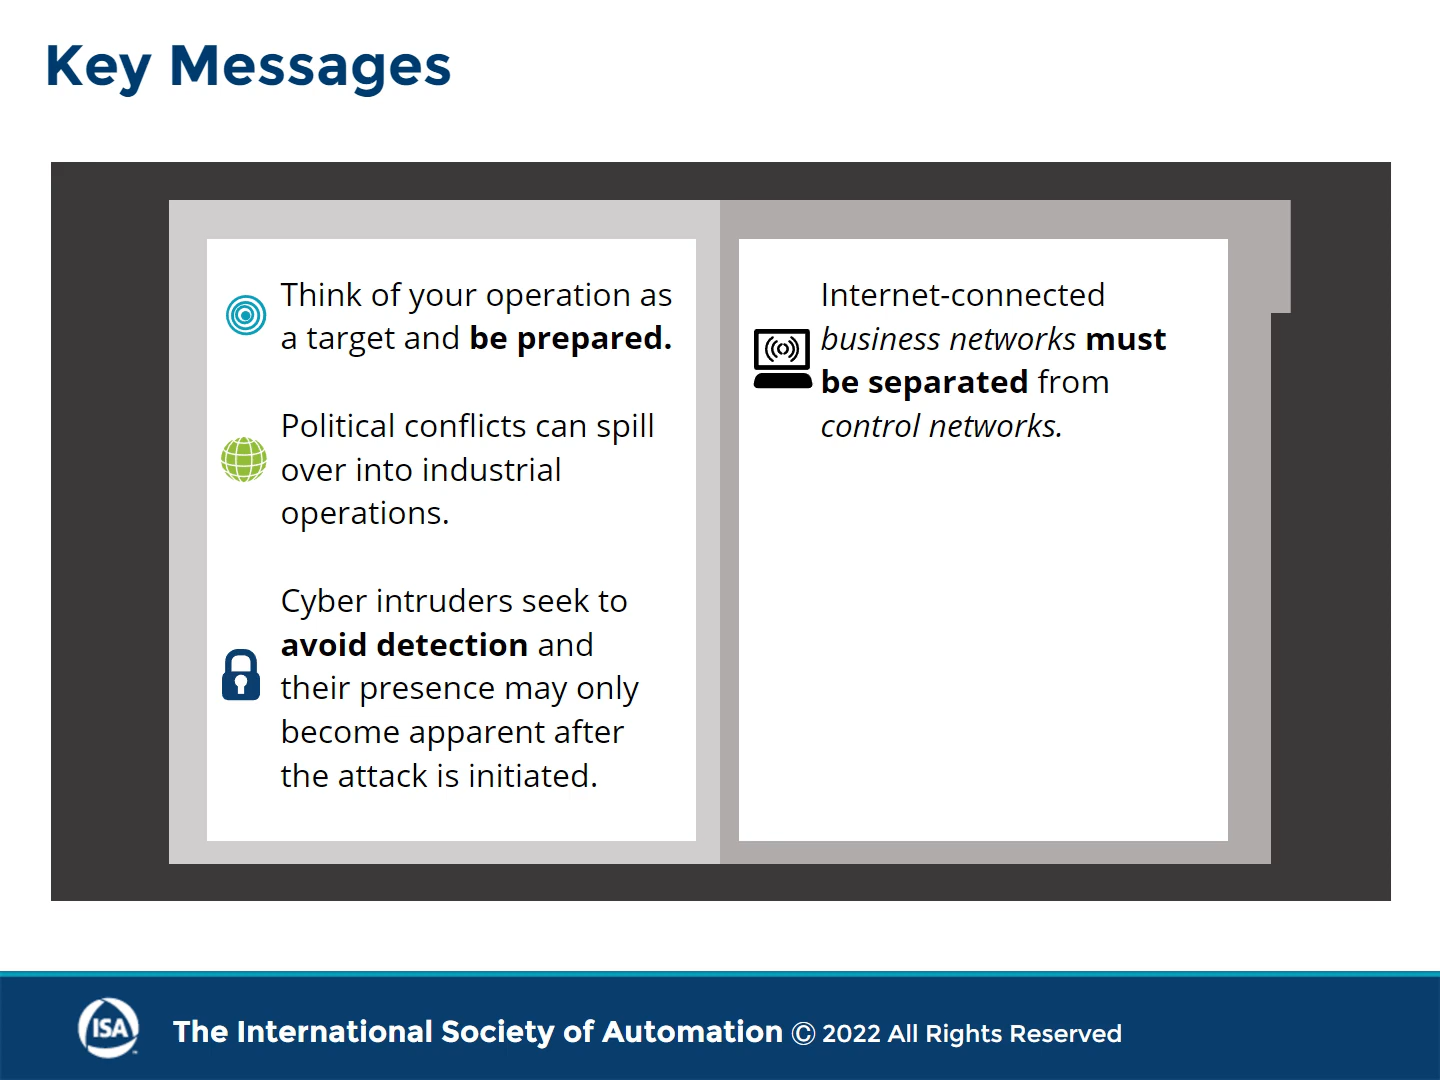 Key Messages
Think of your operation as
a target and be prepared.
Political conflicts can spill
over into industrial
operations.
Cyber intruders seek to
avoid detection and
their presence may only
become apparent after
the attack is initiated.
Internet-connected
business networks must
be separated from
control networks.
ISA
The International Society of Automation © 2022 All Rights Reserved